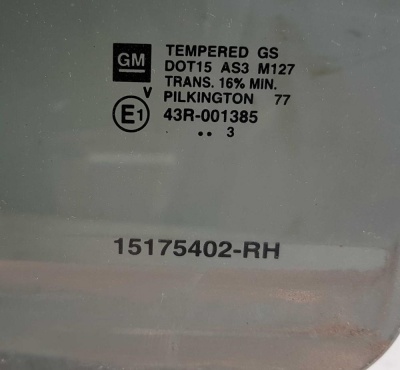 GM TEMPERED GS
DOT15 AS3 M127
TRANS. 16% MIN.
V PILKINGTON 77
E1 43R-001385
•• 3
15175402-RH